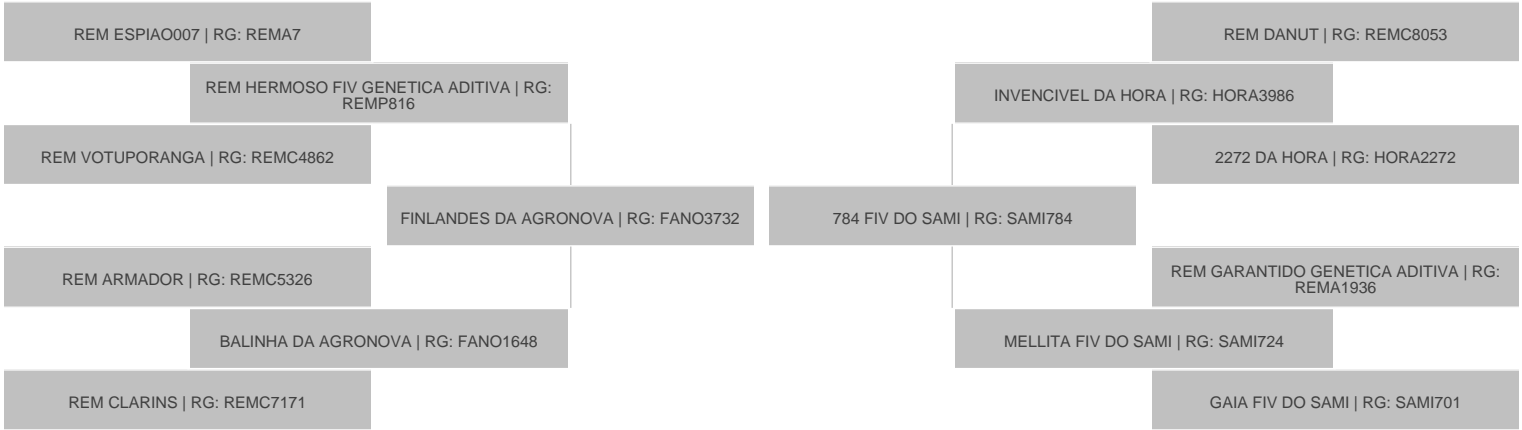 REM ESPIAO007 | RG: REMA7
REM DANUT | RG: REMC8053
REM HERMOSO FIV GENETICA ADITIVA | RG:
REMP816
INVENCIVEL DA HORA | RG: HORA3986
REM VOTUPORANGA | RG: REMC4862
2272 DA HORA | RG: HORA2272
FINLANDES DA AGRONOVA | RG: FANO3732
784 FIV DO SAMI | RG: SAMI784
REM ARMADOR | RG: REMC5326
REM GARANTIDO GENETICA ADITIVA | RG:
REMA1936
BALINHA DA AGRONOVA | RG: FANO1648
MELLITA FIV DO SAMI | RG: SAMI724
REM CLARINS | RG: REMC7171
GAIA FIV DO SAMI | RG: SAMI701